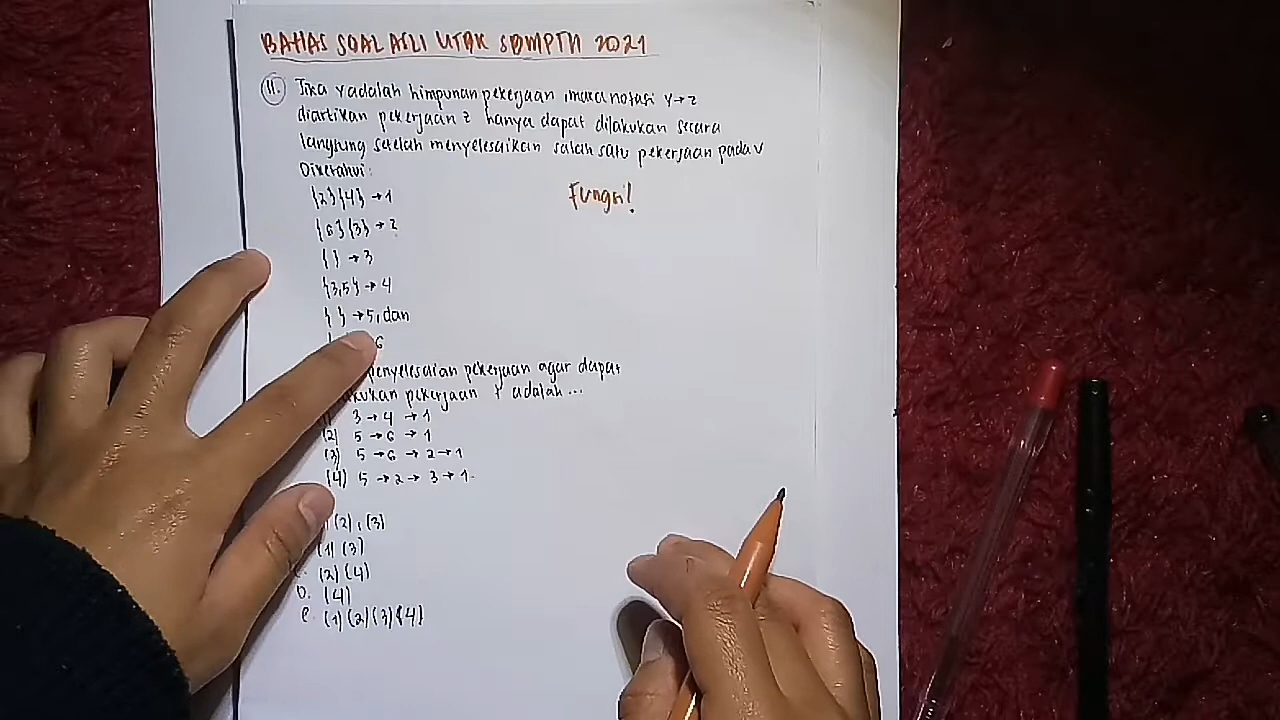 BAHAS SOAL ASLI UTBK SBMPTN 2021
11. Jika Y adalah himpunan pekerjaan, maka notasi Y→Z
diartikan pekerjaan Z hanya dapat dilakukan secara
langsung setelah menyelesaikan salah satu pekerjaan pada Y
Diketahui:
{2}{4} →1
Fungsi!
{6}{3} →2
{ } →3
{3,5} →4
{ } →5, dan
6
penyelesaian pekerjaan agar dapat
pekerjaan 1 adalah ...
3 →4 →1
(2) 5 →6 →1
(3) 5 →6 →2→1
(4) 5 →2→ 3→1.
(2), (3)
(1) (3)
(2) (4)
D. (4)
E. (1) (2) (3) (4)